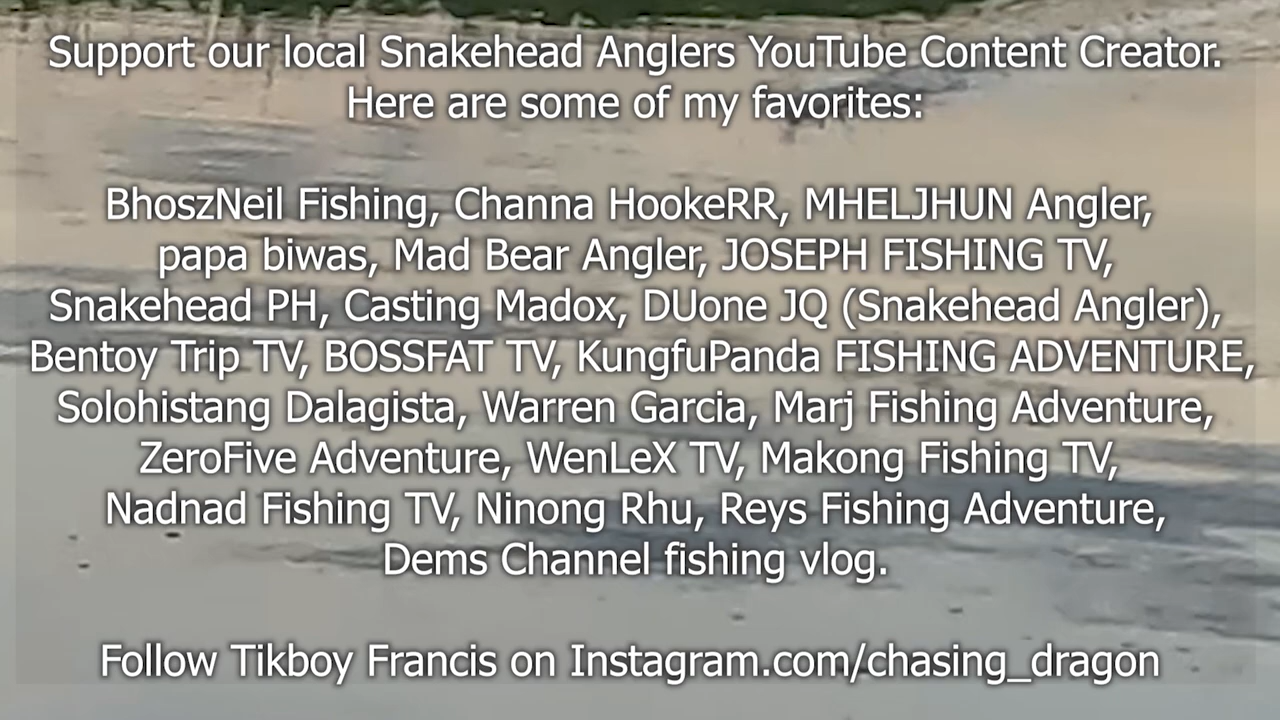 Support our local Snakehead Anglers YouTube Content Creator.
Here are some of my favorites:
BhoszNeil Fishing, Channa HookeRR, MHELJHUN Angler,
papa biwas, Mad Bear Angler, JOSEPH FISHING TV,
Snakehead PH, Casting Madox, DUone JQ (Snakehead Angler),
Bentoy Trip TV, BOSSFAT TV, KungfuPanda FISHING ADVENTURE,
Solohistang Dalagista, Warren Garcia, Marj Fishing Adventure,
ZeroFive Adventure, WenLeX TV, Makong Fishing TV,
Nadnad Fishing TV, Ninong Rhu, Reys Fishing Adventure,
Dems Channel fishing vlog.
Follow Tikboy Francis on Instagram.com/chasing_dragon